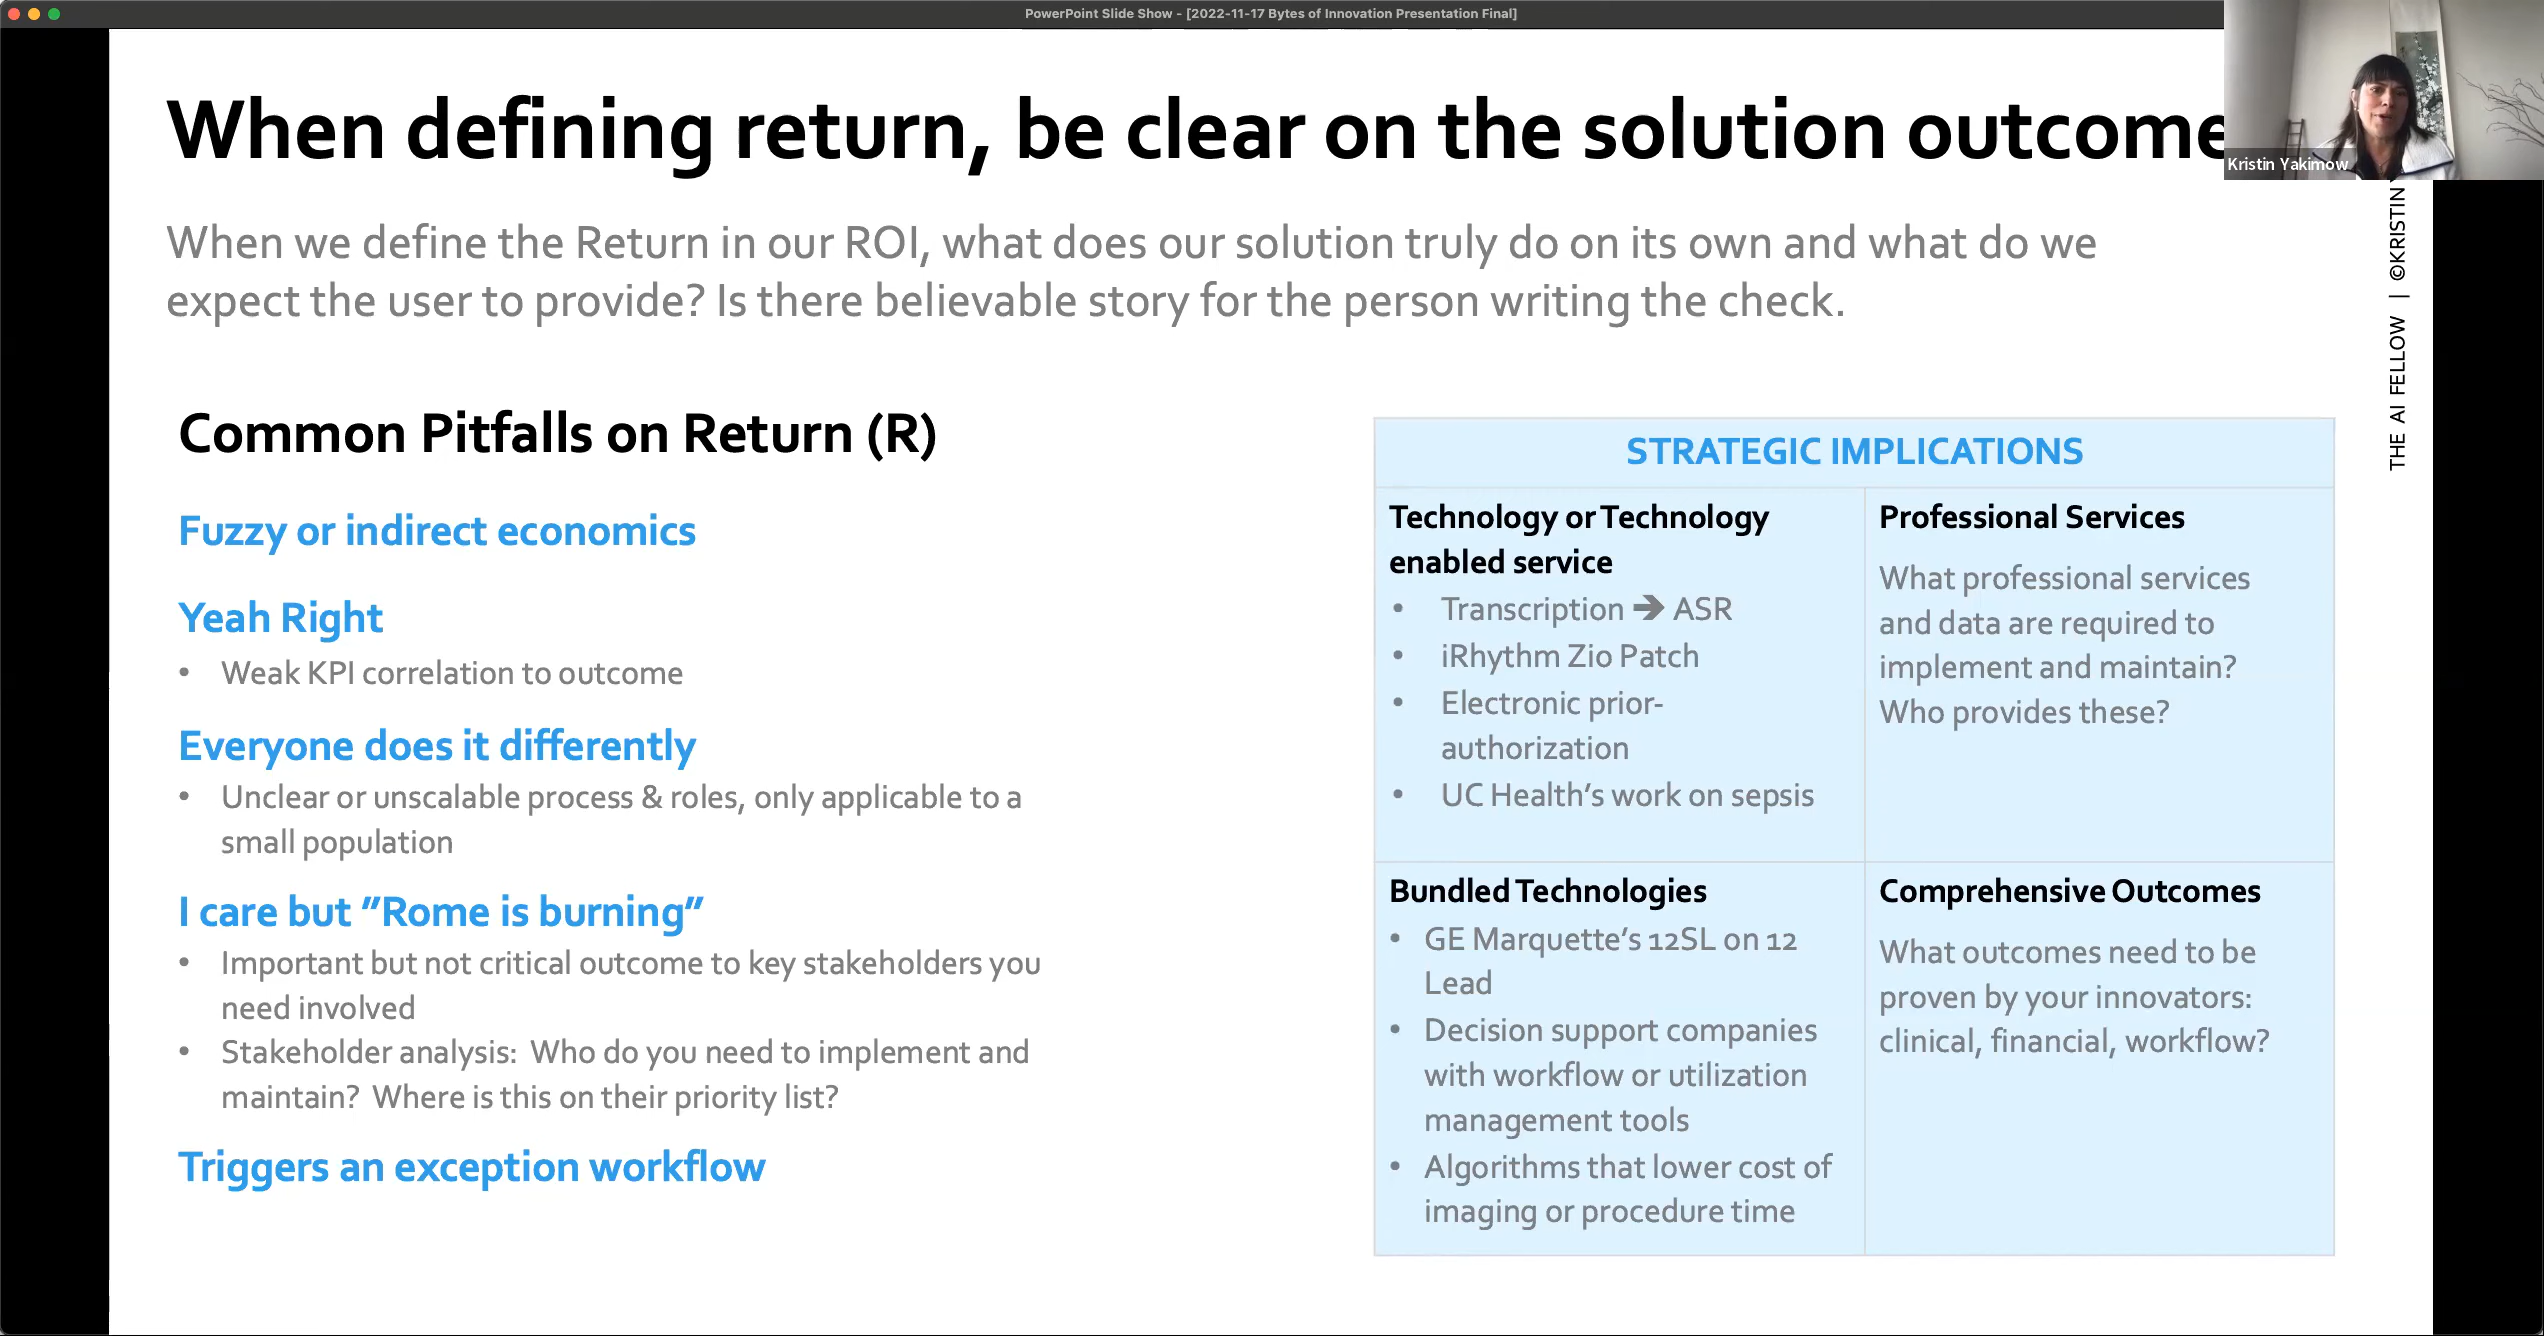 PowerPoint Slide Show - [2022-11-17 Bytes of Innovation Presentation Final]
When defining return, be clear on the solution outcome
Kristin Yakimow
When we define the Return in our ROI, what does our solution truly do on its own and what do we
expect the user to provide? Is there believable story for the person writing the check.
THE AI FELLOW | ©KRISTIN
Common Pitfalls on Return (R)
Fuzzy or indirect economics
Yeah Right
• Weak KPI correlation to outcome
Everyone does it differently
• Unclear or unscalable process & roles, only applicable to a
small population
I care but ”Rome is burning”
• Important but not critical outcome to key stakeholders you
need involved
• Stakeholder analysis: Who do you need to implement and
maintain? Where is this on their priority list?
Triggers an exception workflow
STRATEGIC IMPLICATIONS
Technology or Technology
enabled service
• Transcription ➔ ASR
• iRhythm Zio Patch
• Electronic prior-
authorization
• UC Health’s work on sepsis
Professional Services
What professional services
and data are required to
implement and maintain?
Who provides these?
Bundled Technologies
• GE Marquette’s 12SL on 12
Lead
• Decision support companies
with workflow or utilization
management tools
• Algorithms that lower cost of
imaging or procedure time
Comprehensive Outcomes
What outcomes need to be
proven by your innovators:
clinical, financial, workflow?